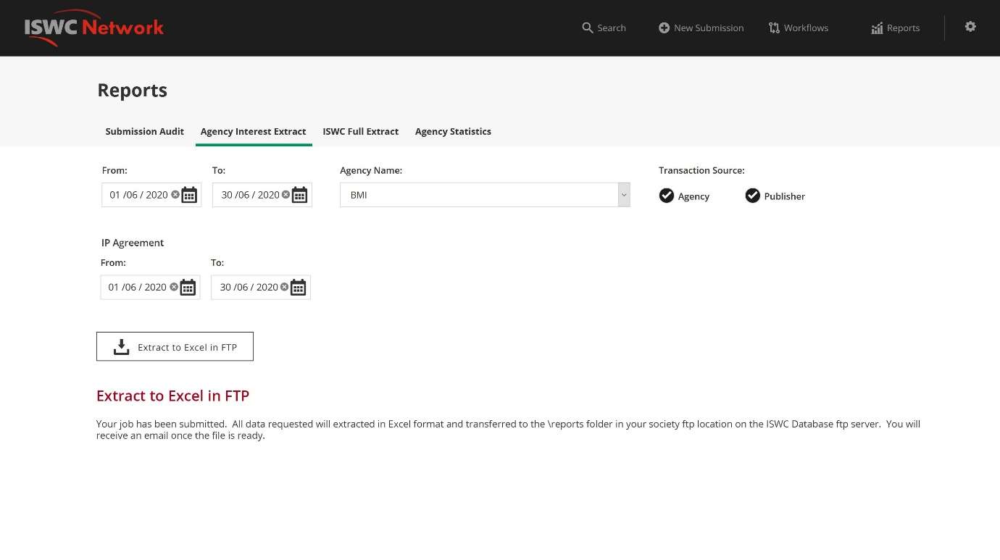 ISWC Network
Search New Submission Workflows Reports
Reports
Submission Audit Agency Interest Extract ISWC Full Extract Agency Statistics
From: To: Agency Name: Transaction Source:
01 /06 / 2020 30 /06 / 2020 BMI Agency Publisher
IP Agreement
From: To:
01 /06 / 2020 30 /06 / 2020
Extract to Excel in FTP
Extract to Excel in FTP
Your job has been submitted.  All data requested will extracted in Excel format and transferred to the \reports folder in your society ftp location on the ISWC Database ftp server.  You will
receive an email once the file is ready.